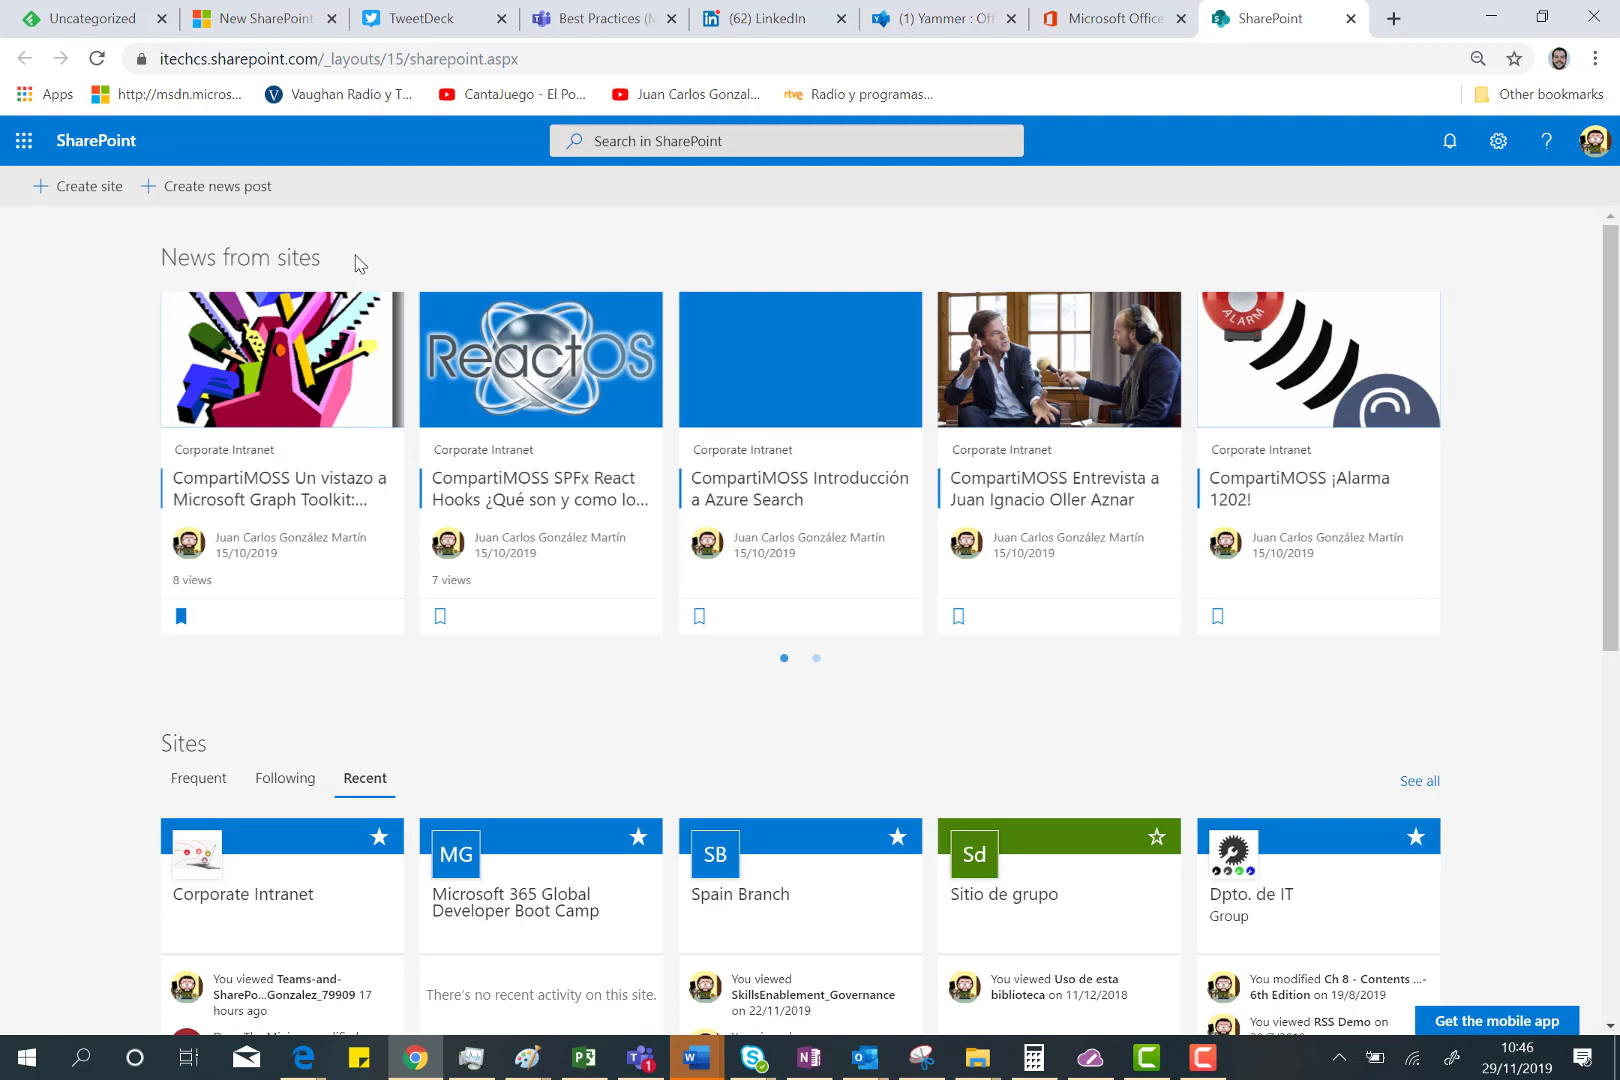 Uncategorized
New SharePoint
TweetDeck
Best Practices (N
(62) LinkedIn
(1) Yammer : Off
Microsoft Office
SharePoint
itechcs.sharepoint.com/_layouts/15/sharepoint.aspx
Apps
http://msdn.micros...
Vaughan Radio y T...
CantaJuego - El Po...
Juan Carlos Gonzal...
rtve
Radio y programas...
Other bookmarks
SharePoint
Search in SharePoint
Create site
Create news post
News from sites
ReactOS
ALARM
Corporate Intranet
CompartiMOSS Un vistazo a
Microsoft Graph Toolkit:...
Juan Carlos González Martín
15/10/2019
8 views
Corporate Intranet
CompartiMOSS SPFx React
Hooks ¿Qué son y como lo...
Juan Carlos González Martín
15/10/2019
7 views
Corporate Intranet
CompartiMOSS Introducción
a Azure Search
Juan Carlos González Martín
15/10/2019
Corporate Intranet
CompartiMOSS Entrevista a
Juan Ignacio Oller Aznar
Juan Carlos González Martín
15/10/2019
Corporate Intranet
CompartiMOSS ¡Alarma
1202!
Juan Carlos González Martín
15/10/2019
Sites
Frequent
Following
Recent
See all
Corporate Intranet
You viewed Teams-and-
SharePo...Gonzalez_79909 17
hours ago
MG
Microsoft 365 Global
Developer Boot Camp
There's no recent activity on this site.
SB
Spain Branch
You viewed
SkillsEnablement_Governance
on 22/11/2019
Sd
Sitio de grupo
You viewed Uso de esta
biblioteca on 11/12/2018
Dpto. de IT
Group
You modified Ch 8 - Contents ...-
6th Edition on 19/8/2019
You viewed RSS Demo on
Get the mobile app
1
10:46
29/11/2019